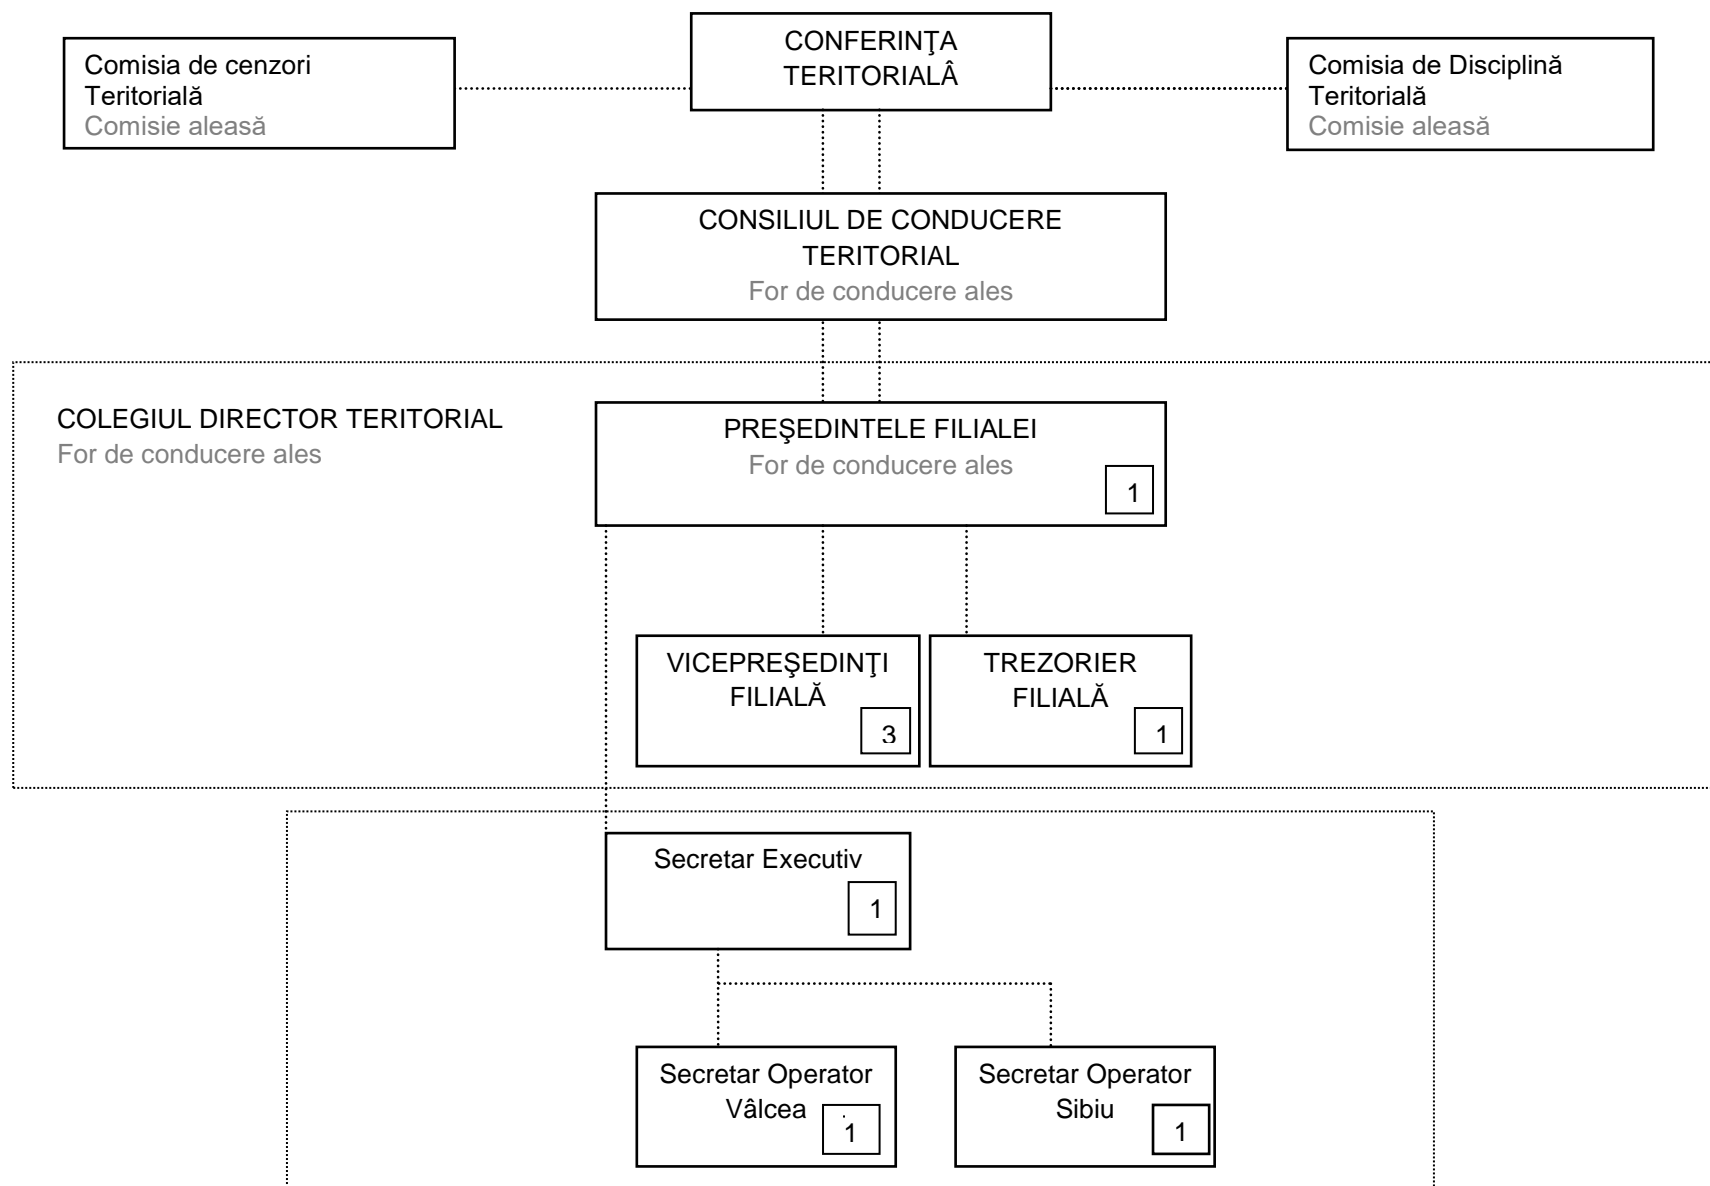 CONFERINŢA
TERITORIALÂ
Comisia de cenzori
Teritorială
Comisie aleasă
Comisia de Disciplină
Teritorială
Comisie aleasă
CONSILIUL DE CONDUCERE
TERITORIAL
For de conducere ales
COLEGIUL DIRECTOR TERITORIAL
For de conducere ales
PREŞEDINTELE FILIALEI
For de conducere ales
1
VICEPREŞEDINŢI
FILIALĂ
3
TREZORIER
FILIALĂ
1
Secretar Executiv
1
Secretar Operator
Vâlcea
1
Secretar Operator
Sibiu
1